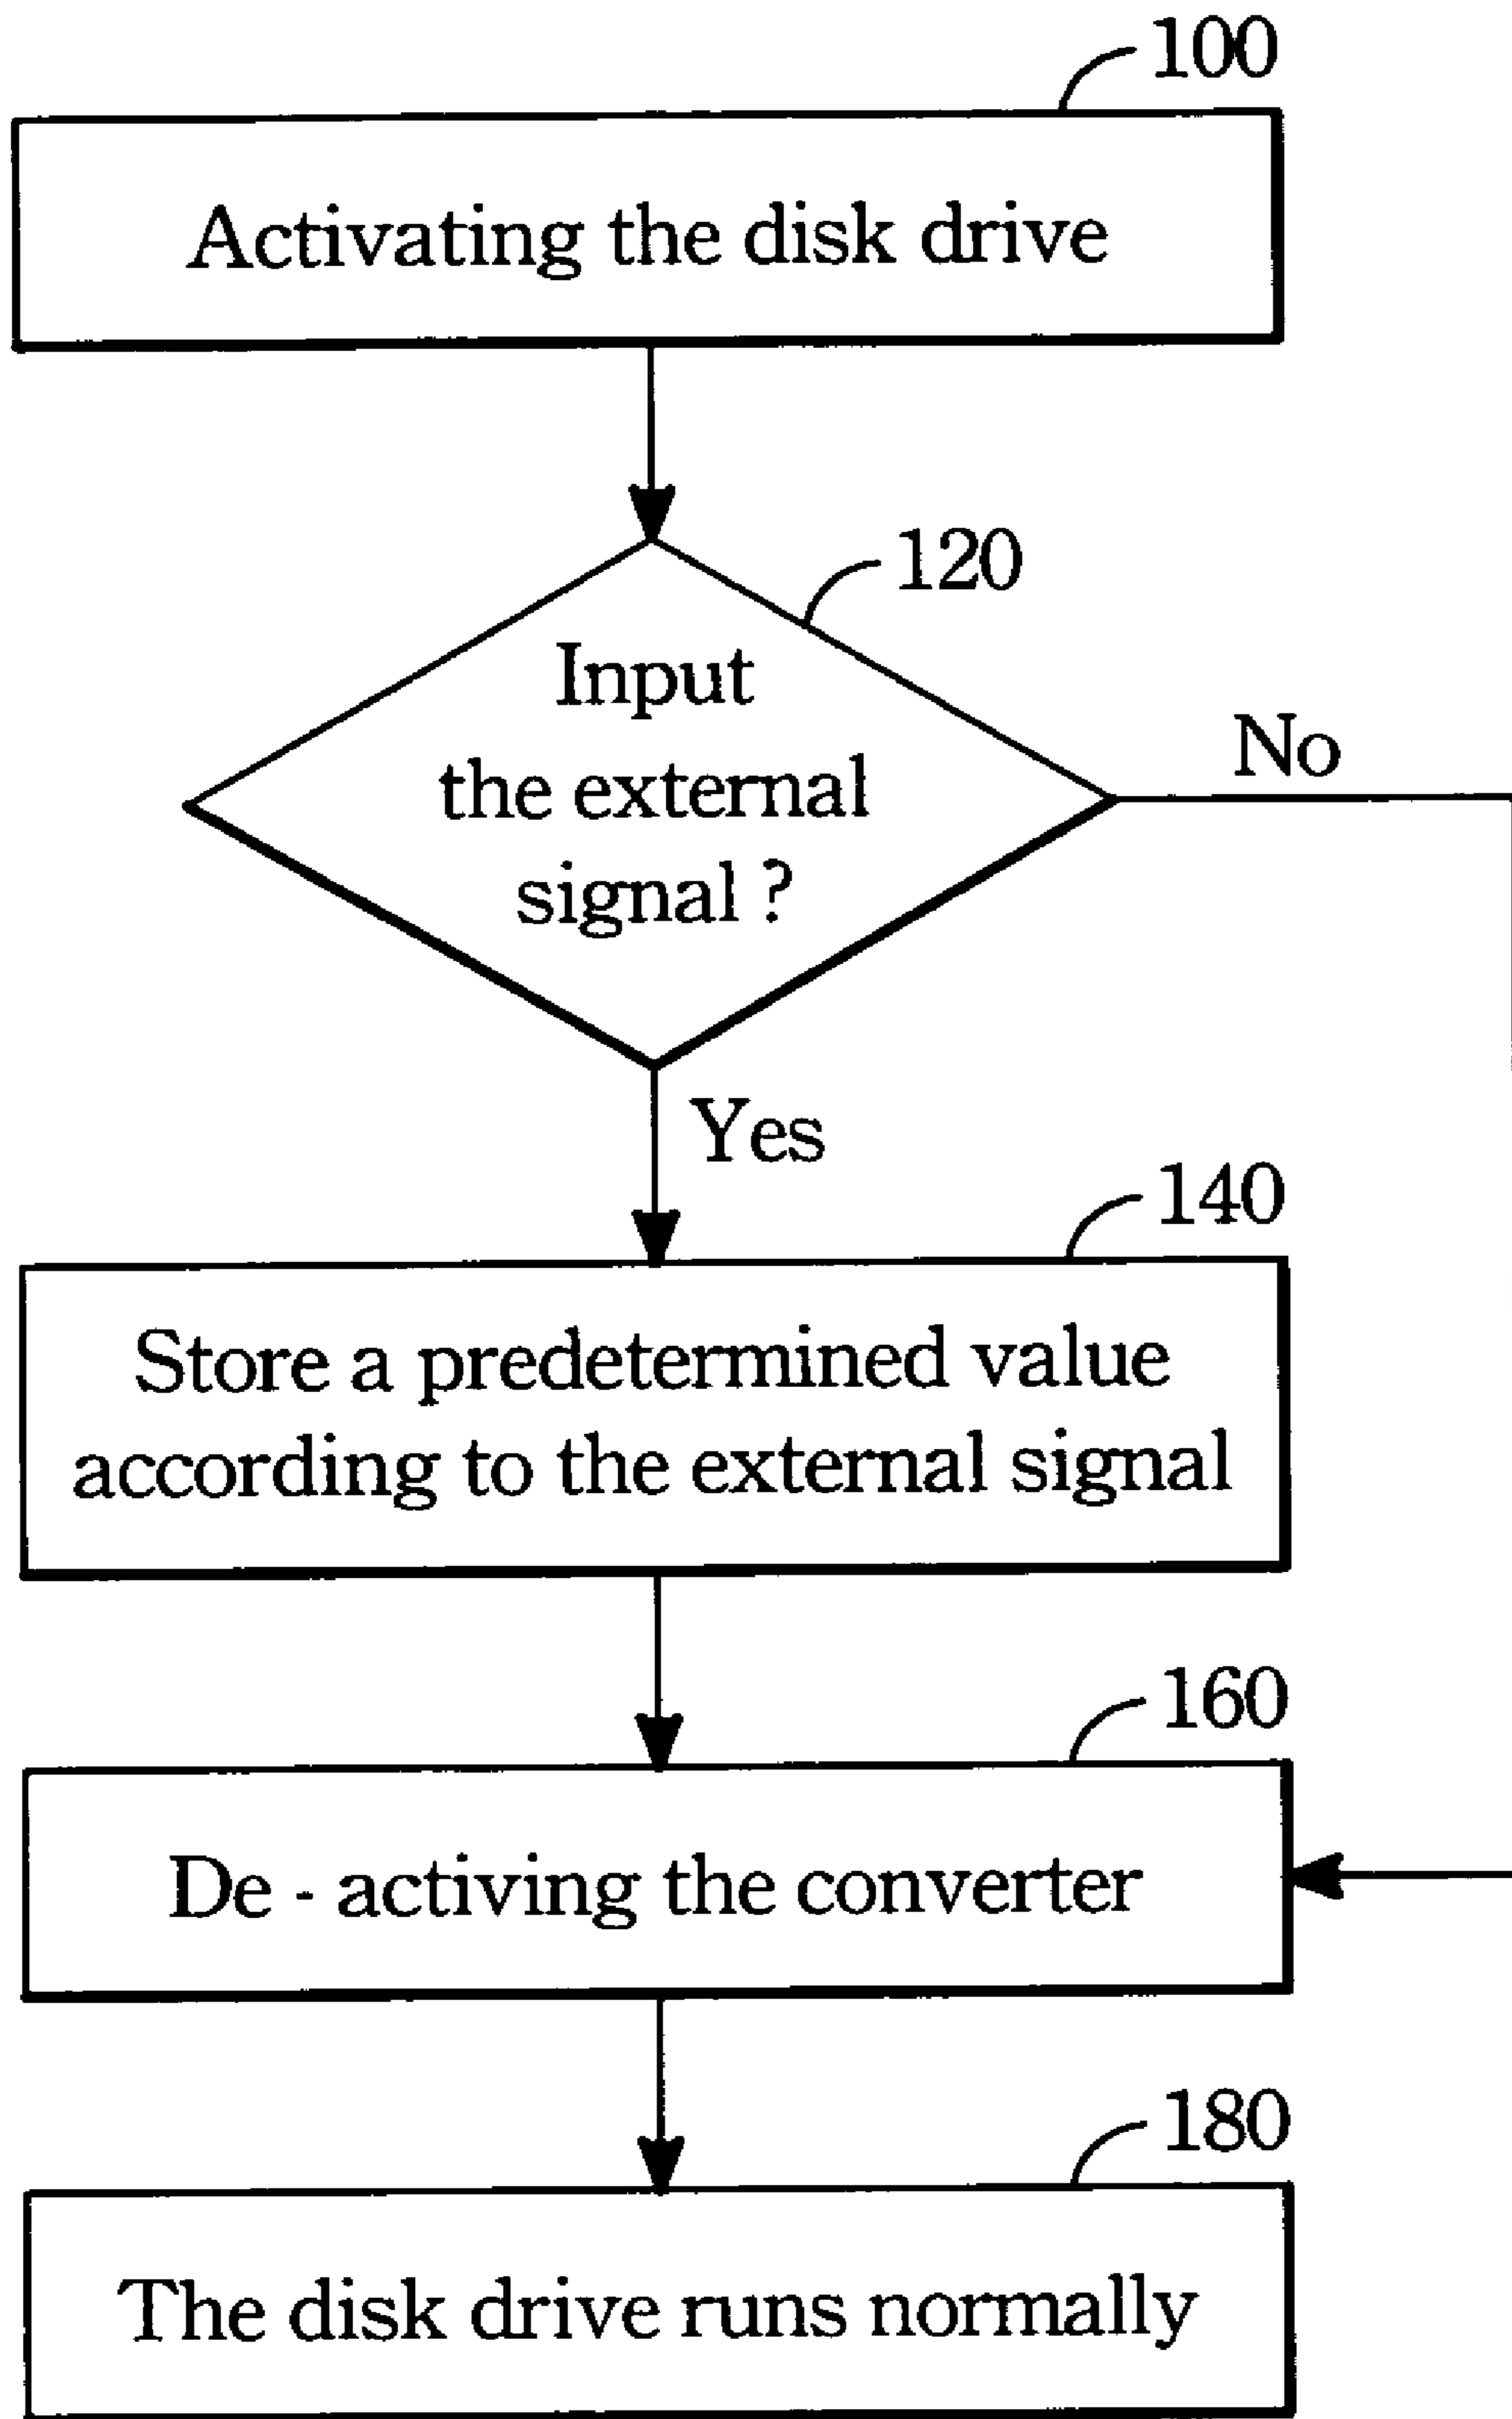 100
Activating the disk drive
120
Input
the external
signal ?
No
Yes
140
Store a predetermined value
according to the external signal
160
De - activing the converter
180
The disk drive runs normally